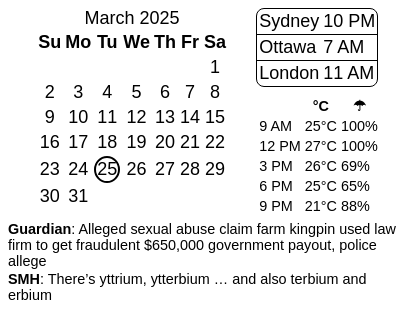 March 2025
Su Mo Tu We Th Fr Sa
1
2 3 4 5 6 7 8
9 10 11 12 13 14 15
16 17 18 19 20 21 22
23 24 25 26 27 28 29
30 31
Sydney 10 PM
Ottawa 7 AM
London 11 AM
°C ☂
9 AM 25°C 100%
12 PM 27°C 100%
3 PM 26°C 69%
6 PM 25°C 65%
9 PM 21°C 88%
Guardian: Alleged sexual abuse claim farm kingpin used law
firm to get fraudulent $650,000 government payout, police
allege
SMH: There’s yttrium, ytterbium … and also terbium and
erbium